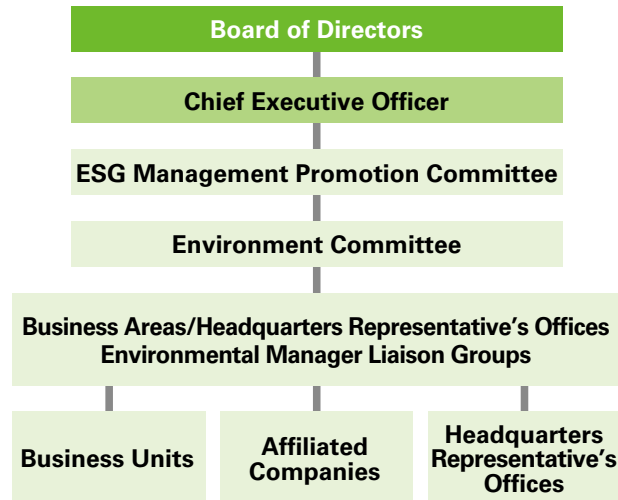 Board of Directors
Chief Executive Officer
ESG Management Promotion Committee
Environment Committee
Business Areas/Headquarters Representative's Offices
Environmental Manager Liaison Groups
Business Units
Affiliated
Companies
Headquarters
Representative's
Offices